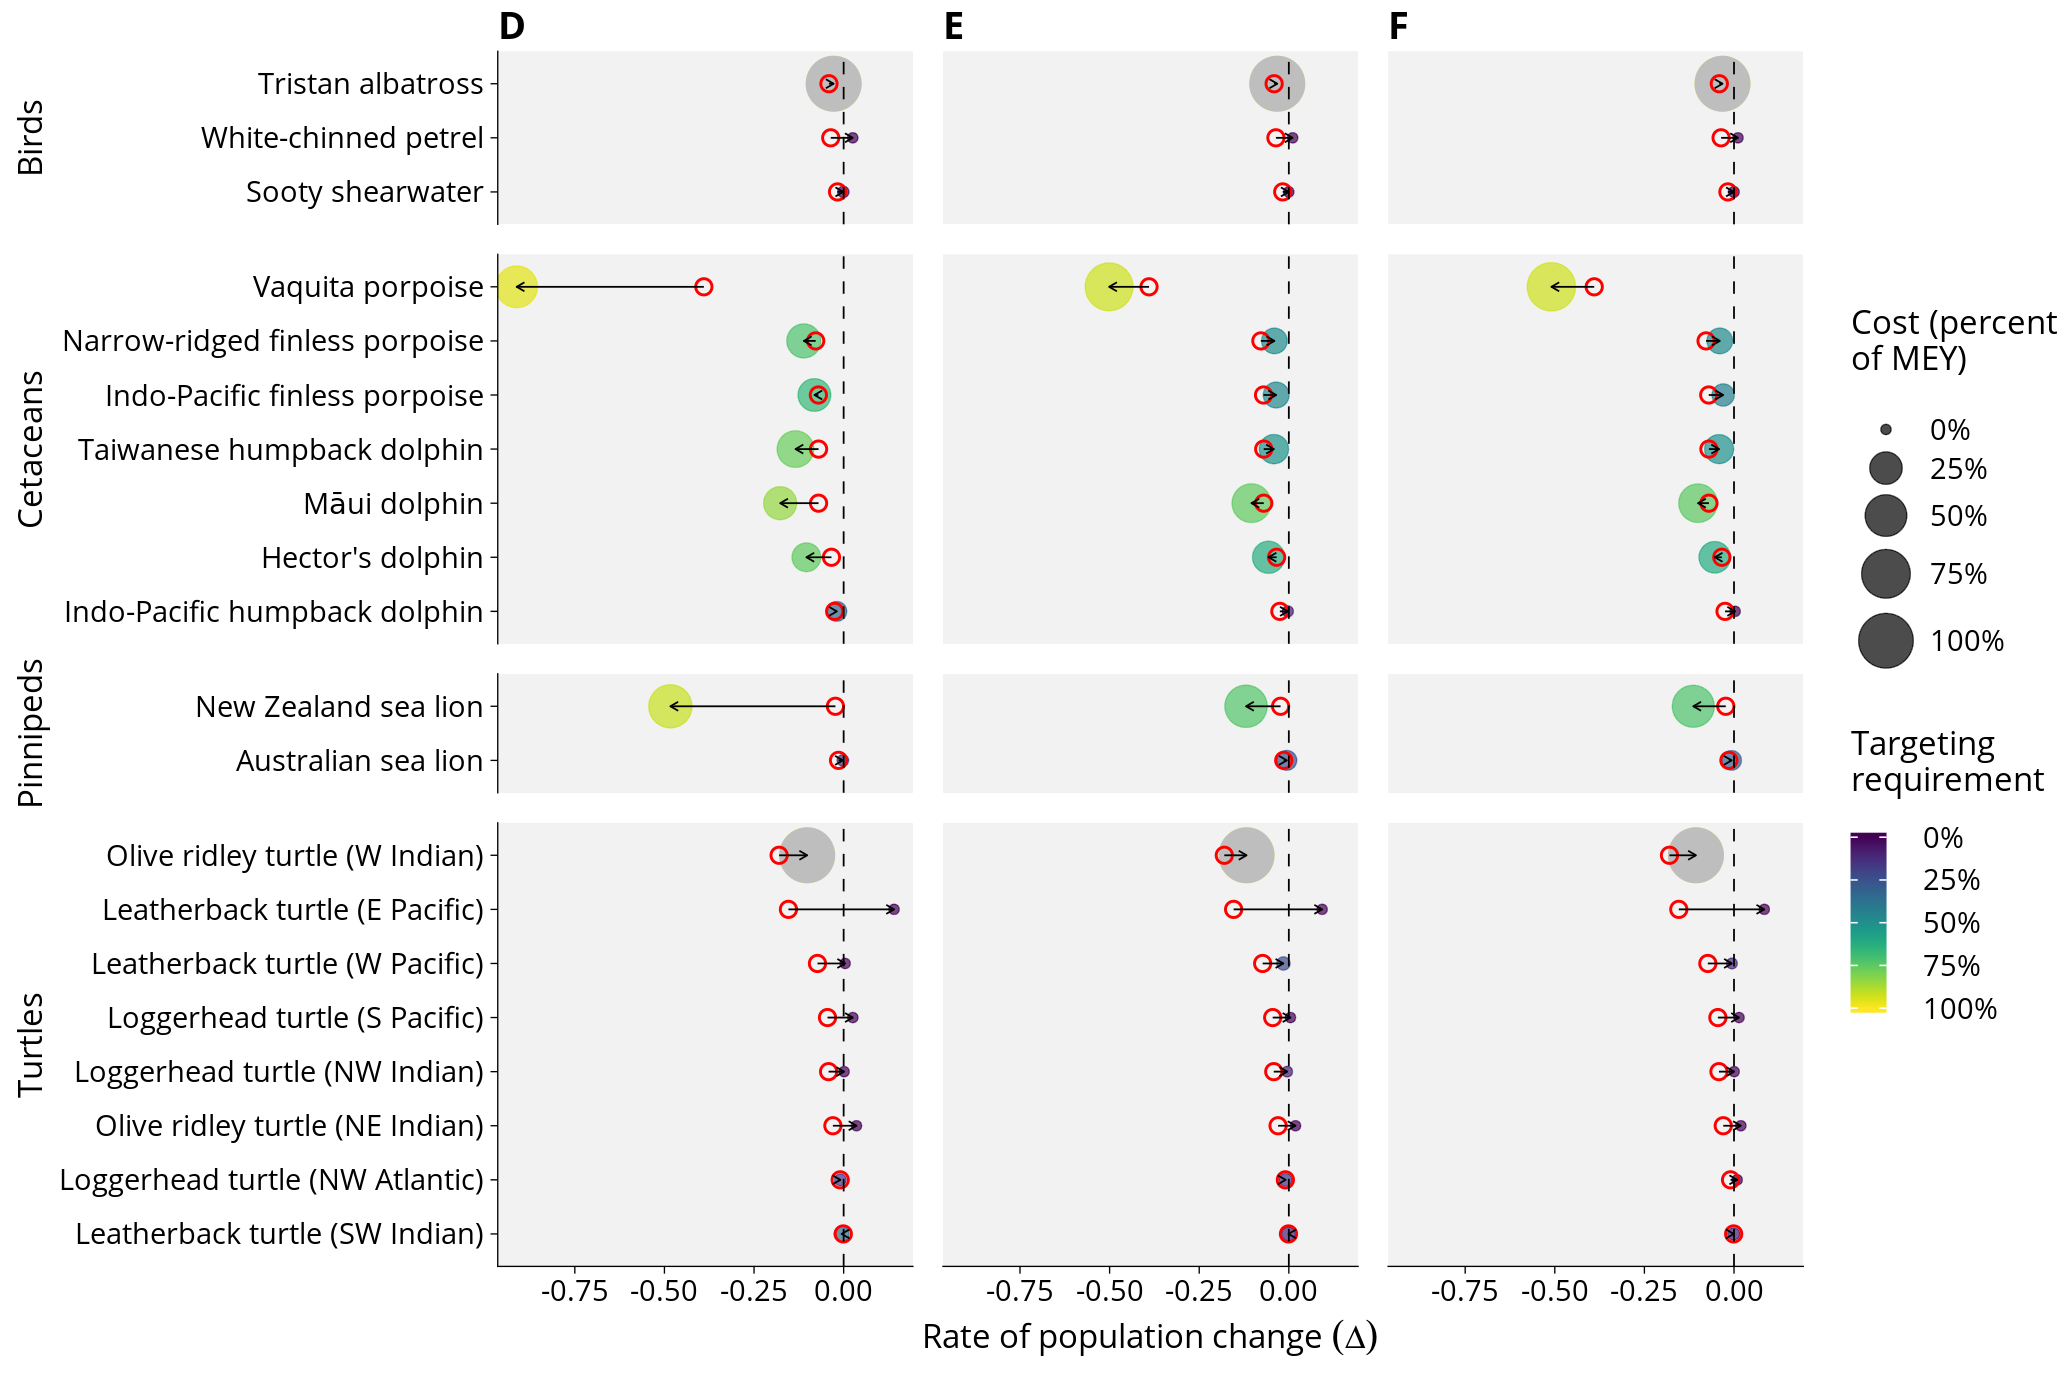 D
E
F
Birds
Tristan albatross
White-chinned petrel
Sooty shearwater
Cetaceans
Vaquita porpoise
Narrow-ridged finless porpoise
Indo-Pacific finless porpoise
Taiwanese humpback dolphin
Māui dolphin
Hector's dolphin
Indo-Pacific humpback dolphin
Pinnipeds
New Zealand sea lion
Australian sea lion
Turtles
Olive ridley turtle (W Indian)
Leatherback turtle (E Pacific)
Leatherback turtle (W Pacific)
Loggerhead turtle (S Pacific)
Loggerhead turtle (NW Indian)
Olive ridley turtle (NE Indian)
Loggerhead turtle (NW Atlantic)
Leatherback turtle (SW Indian)
-0.75 -0.50 -0.25 0.00
-0.75 -0.50 -0.25 0.00
-0.75 -0.50 -0.25 0.00
Rate of population change (Δ)
Cost (percent
of MEY)
0%
25%
50%
75%
100%
Targeting
requirement
0%
25%
50%
75%
100%